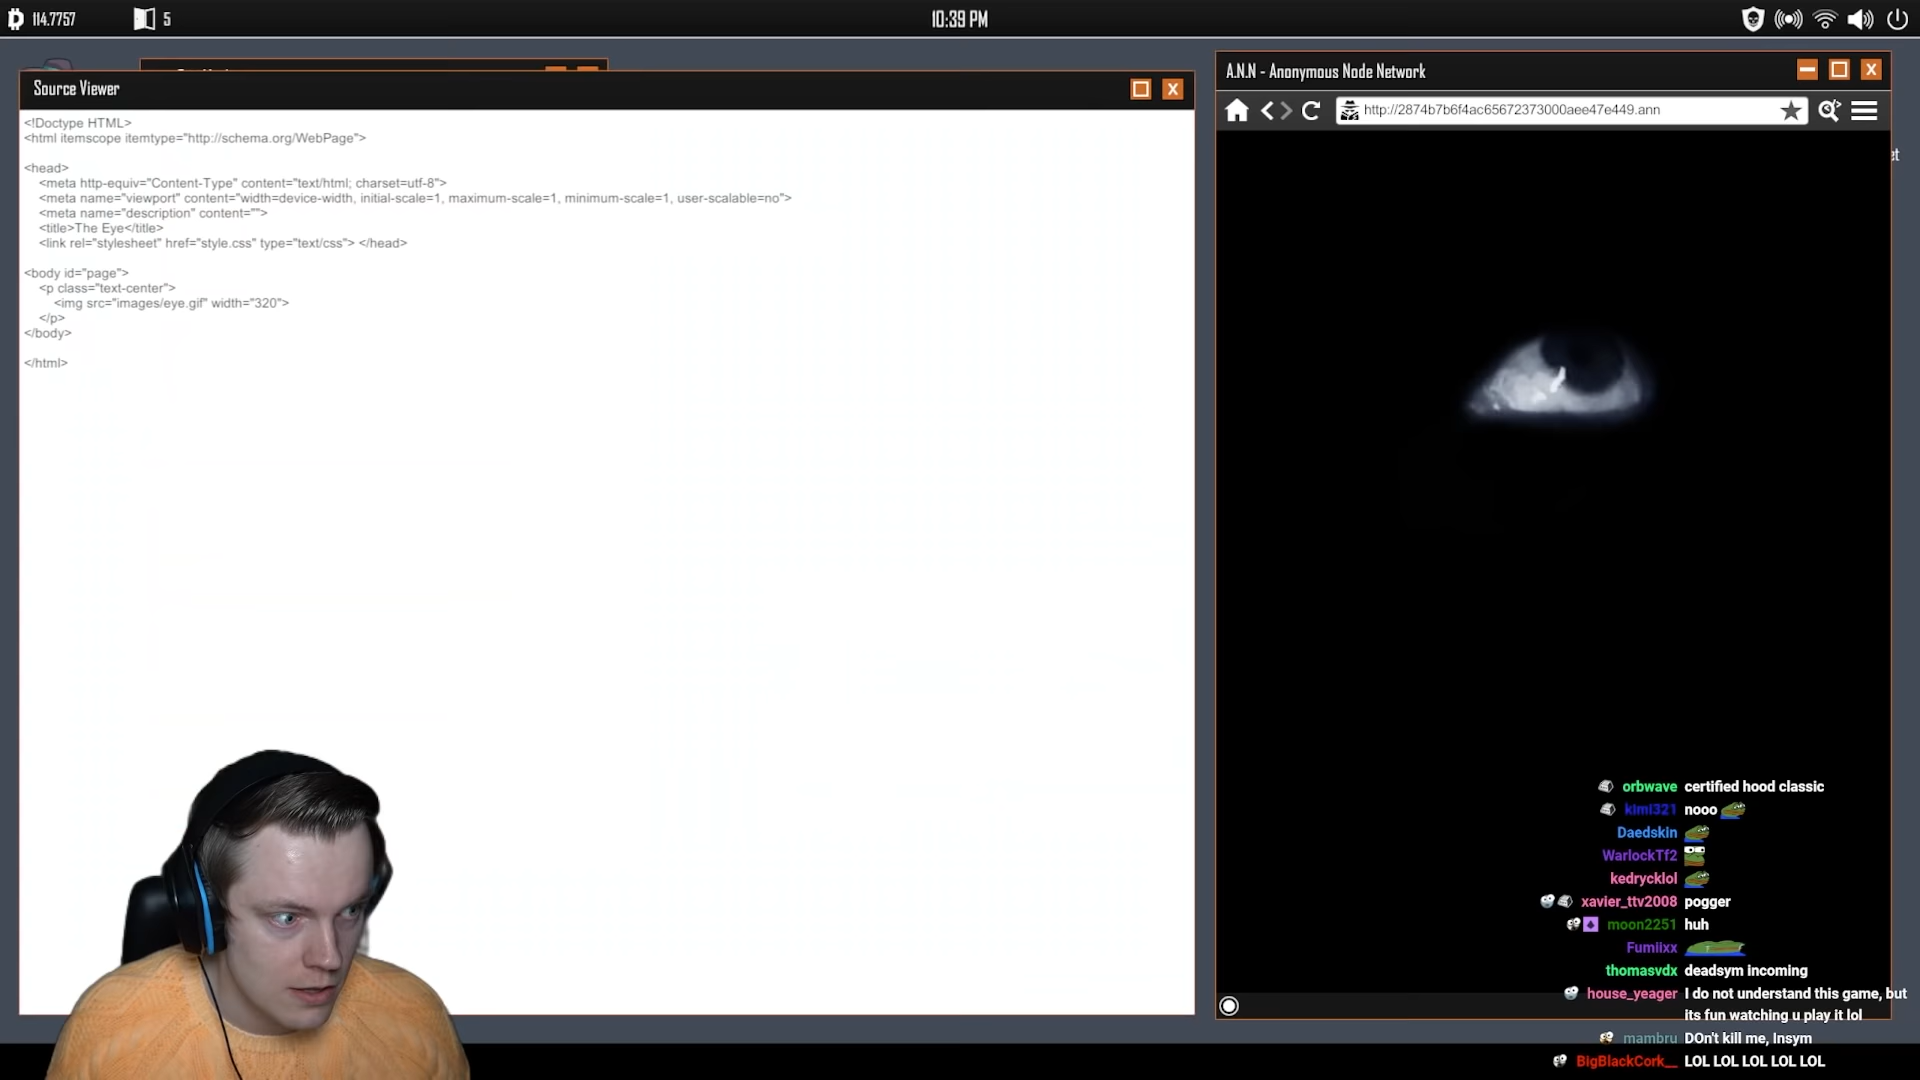 114.7757
5
10:39 PM
Source Viewer
<!Doctype HTML>
<html itemscope itemtype="http://schema.org/WebPage">
<head>
<meta http-equiv="Content-Type" content="text/html; charset=utf-8">
<meta name="viewport" content="width=device-width, initial-scale=1, maximum-scale=1, minimum-scale=1, user-scalable=no">
<meta name="description" content="">
<title>The Eye</title>
<link rel="stylesheet" href="style.css" type="text/css"> </head>
<body id="page">
<p class="text-center">
<img src="images/eye.gif" width="320">
</p>
</body>
</html>
A.N.N - Anonymous Node Network
http://2874b7b6f4ac65672373000aee47e449.ann
orbwave certified hood classic
kimi321 nooo
Daedskin
WarlockTf2
kedrycklol
xavier_ttv2008 pogger
moon2251 huh
Fumiixx
thomasvdx deadsym incoming
house_yeager I do not understand this game, but
its fun watching u play it lol
mambru DOn't kill me, Insym
BigBlackCork__ LOL LOL LOL LOL LOL